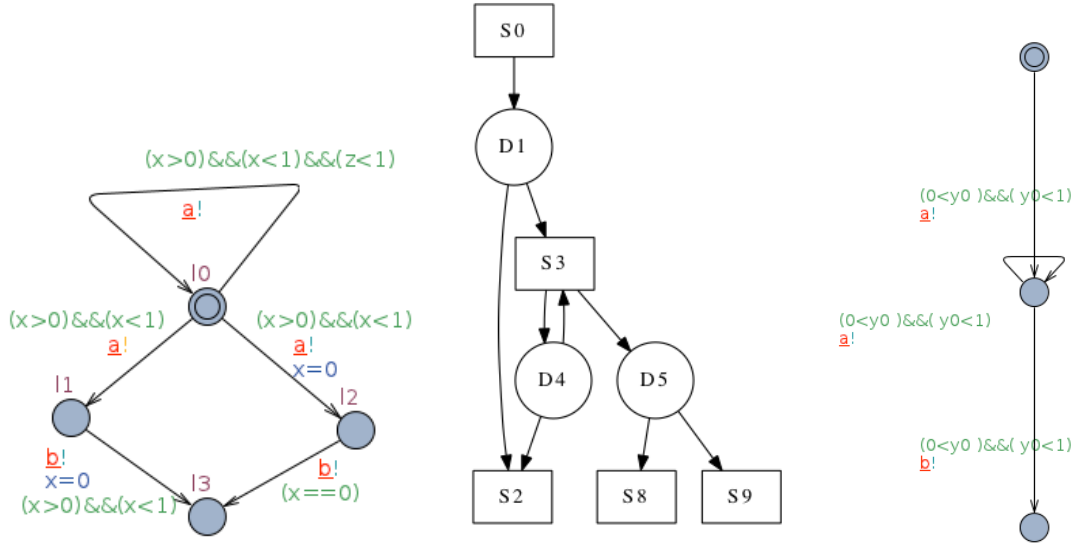 (x>0)&&(x<1)&&(z<1)
a!
l0
(x>0)&&(x<1)
a!
(x>0)&&(x<1)
a!
x=0
l1
l2
b!
x=0
(x>0)&&(x<1)
l3
b!
(x==0)
S0
D1
S3
D4
D5
S2
S8
S9
(0<y0 )&&( y0<1)
a!
(0<y0 )&&( y0<1)
a!
(0<y0 )&&( y0<1)
b!